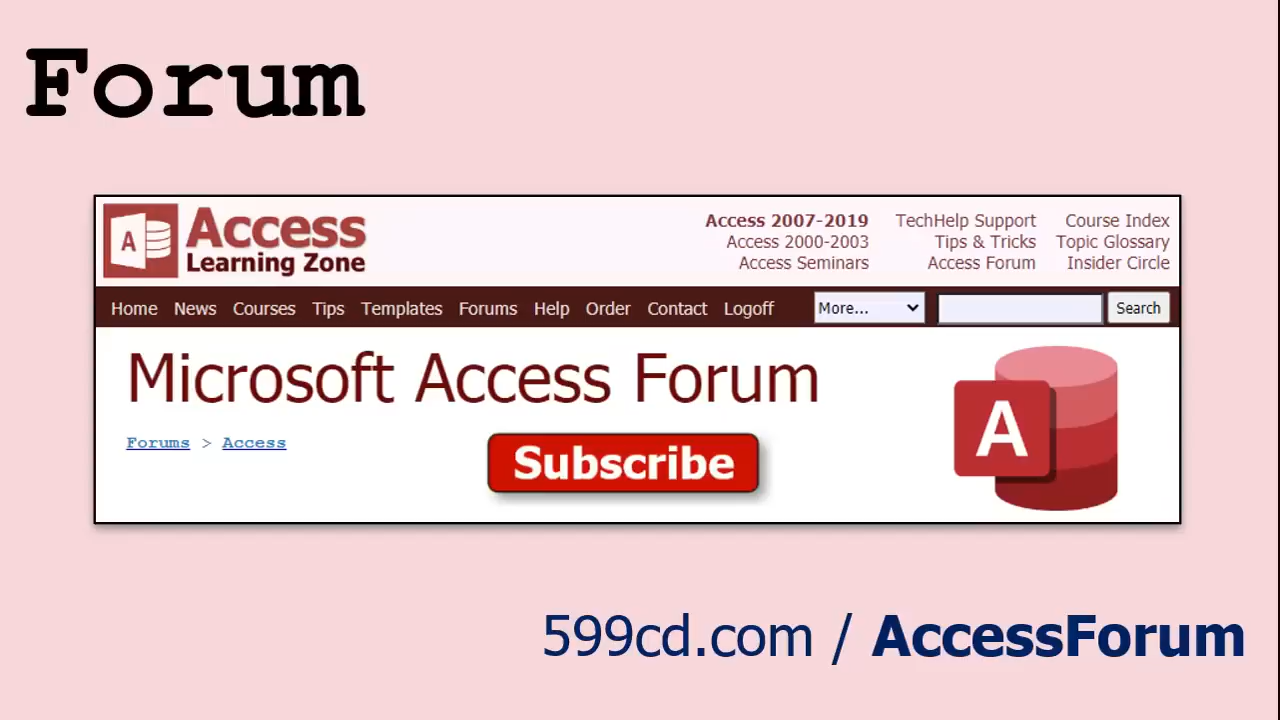 Forum
A
Access
Learning Zone
Access 2007-2019 TechHelp Support Course Index
Access 2000-2003 Tips & Tricks Topic Glossary
Access Seminars Access Forum Insider Circle
Home News Courses Tips Templates Forums Help Order Contact Logoff More... Search
Microsoft Access Forum
Forums > Access
Subscribe
A
599cd.com / AccessForum